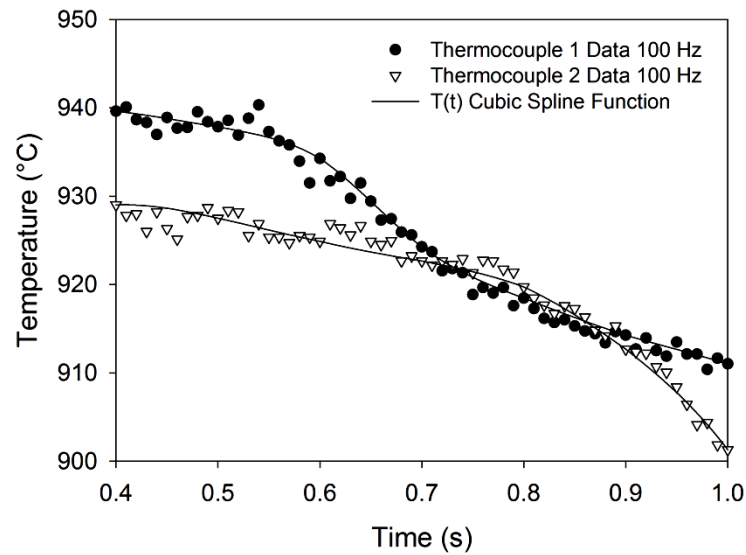 950
940
930
920
910
900
Temperature (°C)
Thermocouple 1 Data 100 Hz
Thermocouple 2 Data 100 Hz
T(t) Cubic Spline Function
0.4 0.5 0.6 0.7 0.8 0.9 1.0
Time (s)